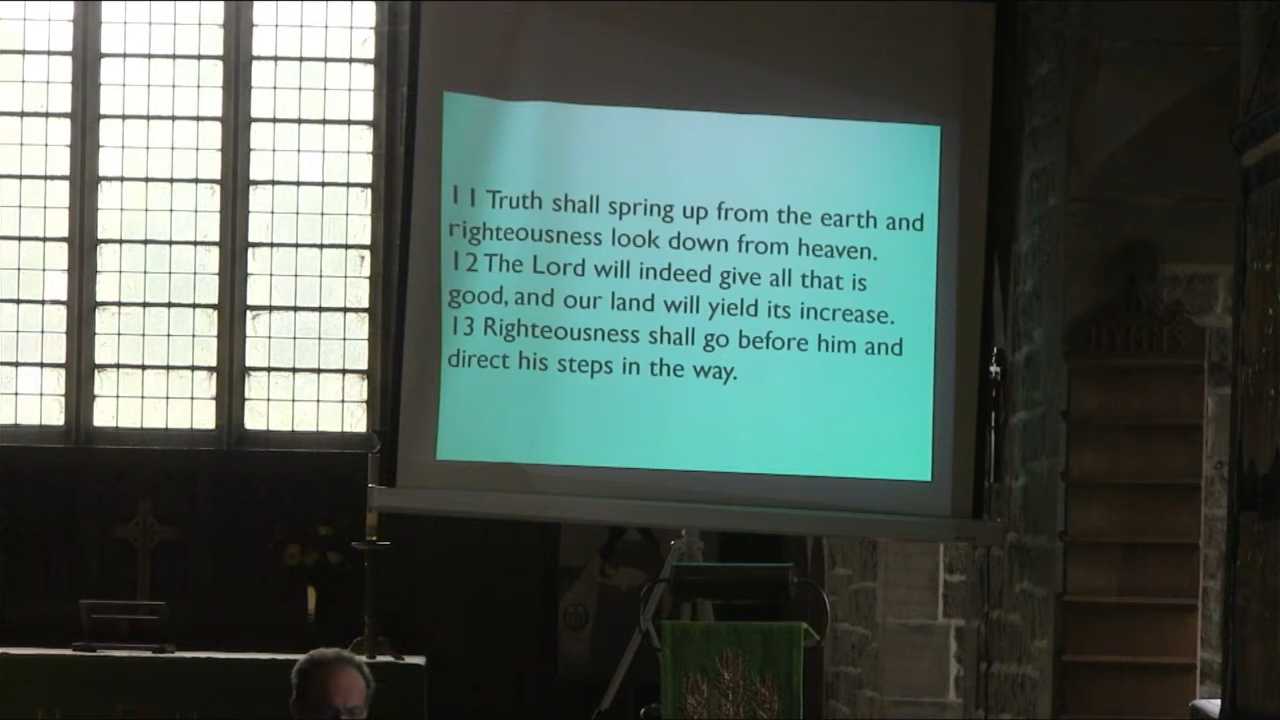 11 Truth shall spring up from the earth and
righteousness look down from heaven.
12 The Lord will indeed give all that is
good, and our land will yield its increase.
13 Righteousness shall go before him and
direct his steps in the way.
HYMNS